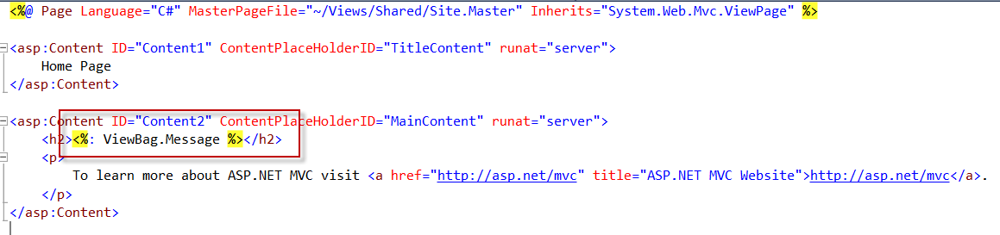 <%@ Page Language="C#" MasterPageFile="~/Views/Shared/Site.Master" Inherits="System.Web.Mvc.ViewPage" %>
<asp:Content ID="Content1" ContentPlaceHolderID="TitleContent" runat="server">
Home Page
</asp:Content>
<asp:Content ID="Content2" ContentPlaceHolderID="MainContent" runat="server">
<h2><%: ViewBag.Message %></h2>
<p>
To learn more about ASP.NET MVC visit <a href="http://asp.net/mvc" title="ASP.NET MVC Website">http://asp.net/mvc</a>.
</p>
</asp:Content>